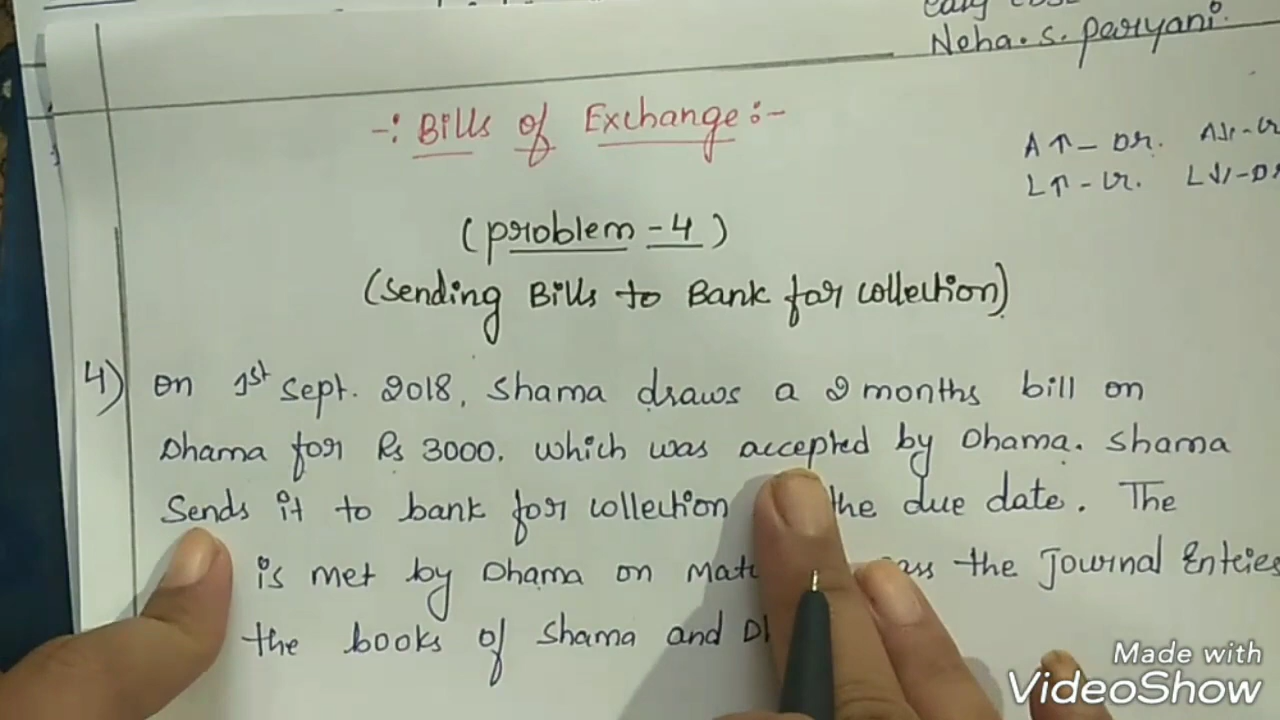 Neha. S. Paryani.
-: Bills of Exchange :-
A↑ - Dr.
L↑ - Cr.
(Problem - 4)
(Sending Bills to Bank for collection)
4) On 1st Sept. 2018, Shama draws a 2 months bill on
Dhama for Rs 3000. which was accepted by Dhama. Shama
Sends it to bank for collection the due date. The
is met by Dhama on the Journal Entries
the books of Shama and
Made with
VideoShow